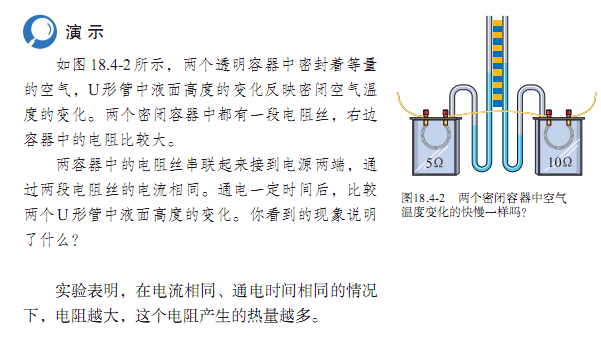 演示
如图18.4-2所示，两个透明容器中密封着等量
的空气，U形管中液面高度的变化反映密闭空气温
度的变化。两个密闭容器中都有一段电阻丝，右边
容器中的电阻比较大。
两容器中的电阻丝串联起来接到电源两端，通
过两段电阻丝的电流相同。通电一定时间后，比较
两个U形管中液面高度的变化。你看到的现象说明
了什么？
5Ω
10Ω
图18.4-2 两个密闭容器中空气
温度变化的快慢一样吗？
实验表明，在电流相同、通电时间相同的情况
下，电阻越大，这个电阻产生的热量越多。